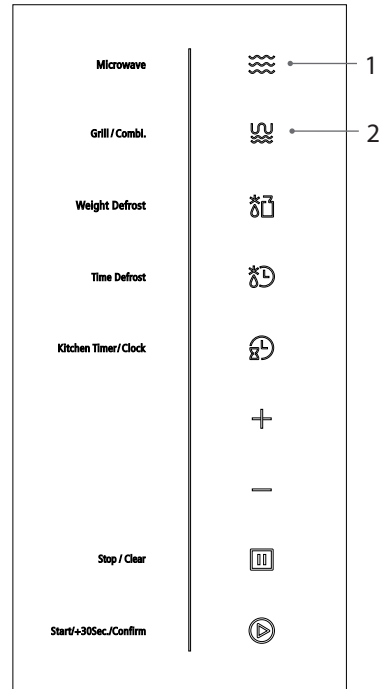 Microwave 1
Grill / Combi. 2
Weight Defrost
Time Defrost
Kitchen Timer/Clock
Stop / Clear
Start/+30Sec./Confirm